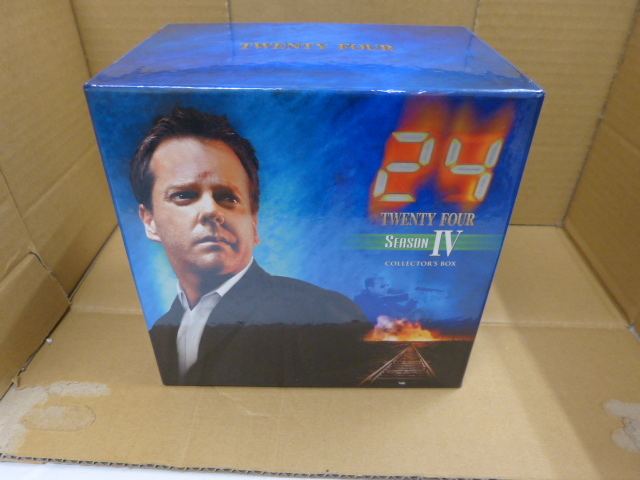 TWENTY FOUR
24
TWENTY FOUR
SEASON IV
COLLECTOR'S BOX